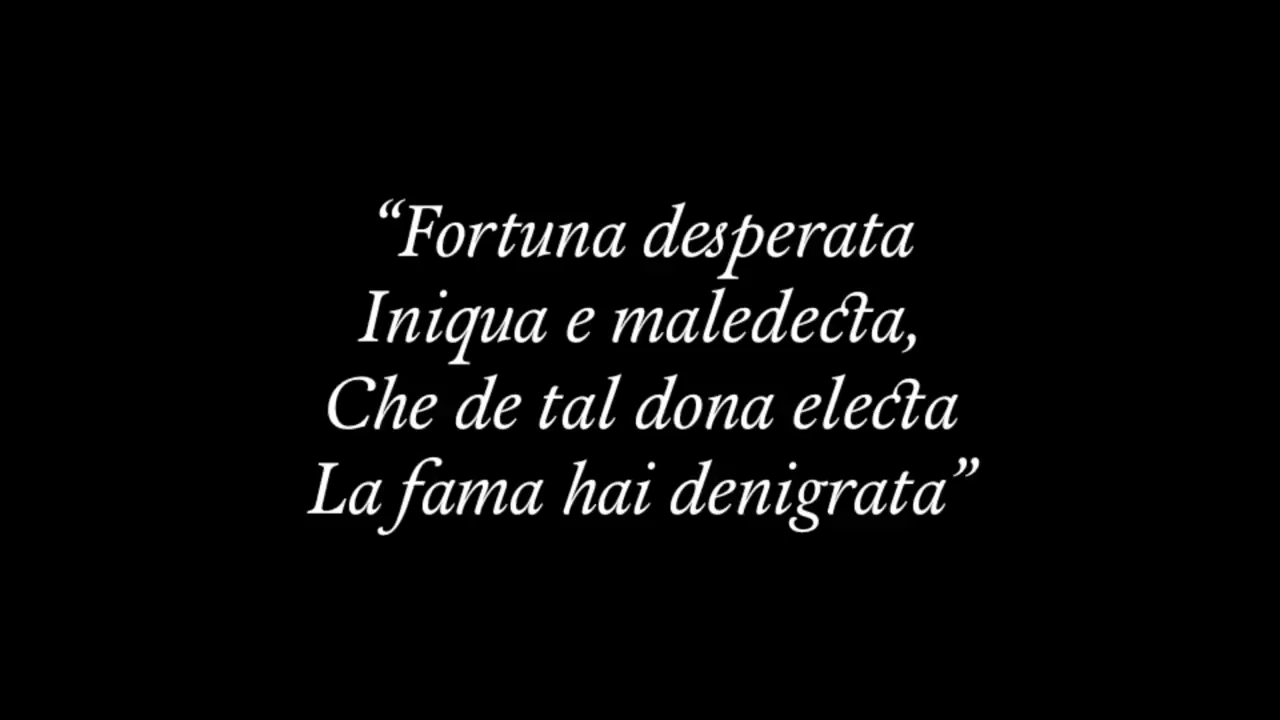 “Fortuna desperata
Iniqua e maledecta,
Che de tal dona electa
La fama hai denigrata”